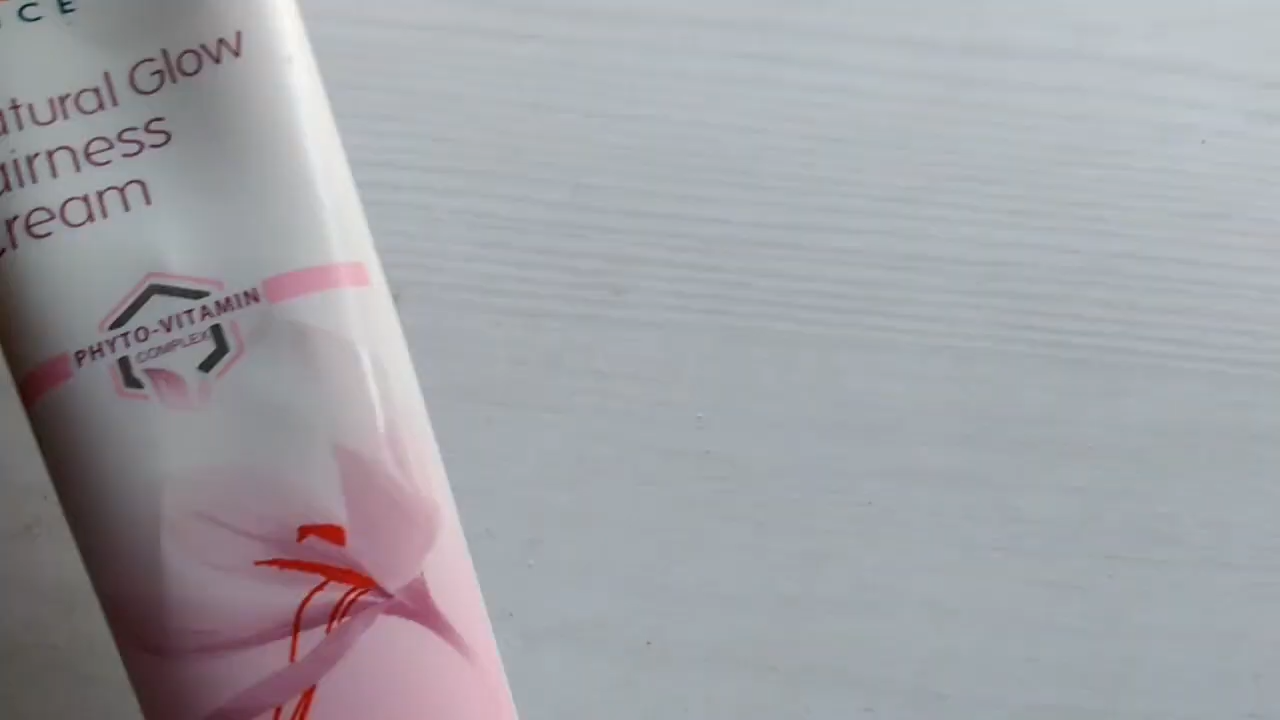 CE
atural Glow
airness
ream
PHYTO-VITAMIN
COMPLEX